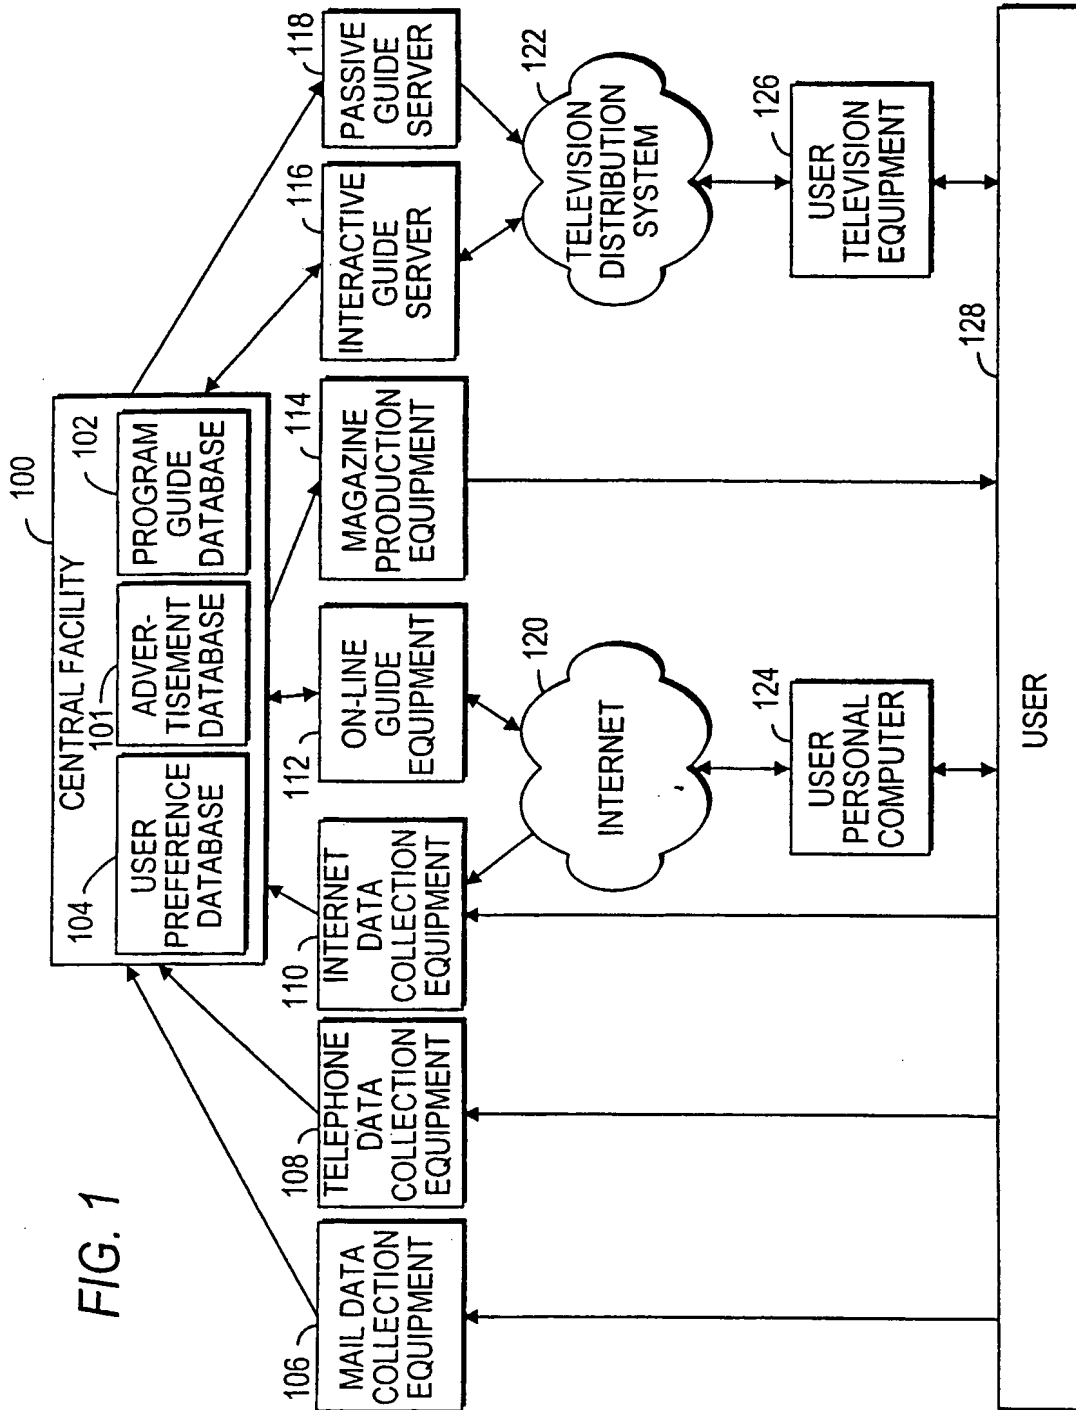 FIG. 1
100
CENTRAL FACILITY
104
USER
PREFERENCE
DATABASE
101
ADVER-
TISEMENT
DATABASE
102
PROGRAM
GUIDE
DATABASE
106
MAIL DATA
COLLECTION
EQUIPMENT
108
TELEPHONE
DATA
COLLECTION
EQUIPMENT
110
INTERNET
DATA
COLLECTION
EQUIPMENT
112
ON-LINE
GUIDE
EQUIPMENT
114
MAGAZINE
PRODUCTION
EQUIPMENT
116
INTERACTIVE
GUIDE
SERVER
118
PASSIVE
GUIDE
SERVER
120
INTERNET
122
TELEVISION
DISTRIBUTION
SYSTEM
124
USER
PERSONAL
COMPUTER
126
USER
TELEVISION
EQUIPMENT
128
USER